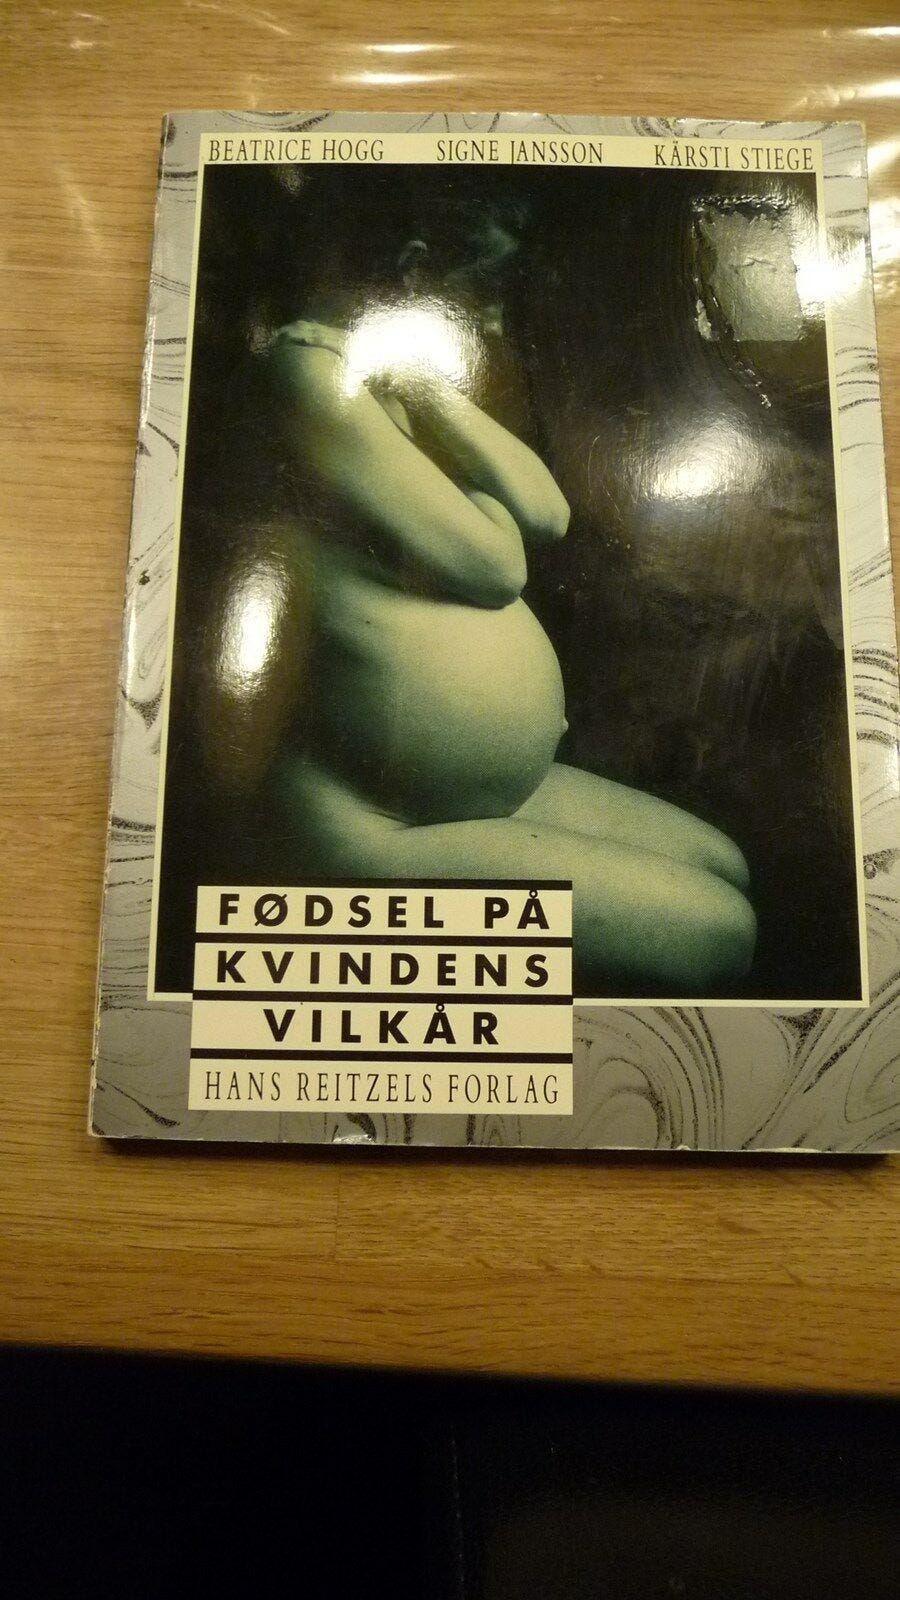 BEATRICE HOGG SIGNE JANSSON KÄRSTI STIEGE
FØDSEL PÅ
KVINDENS
VILKÅR
HANS REITZELS FORLAG